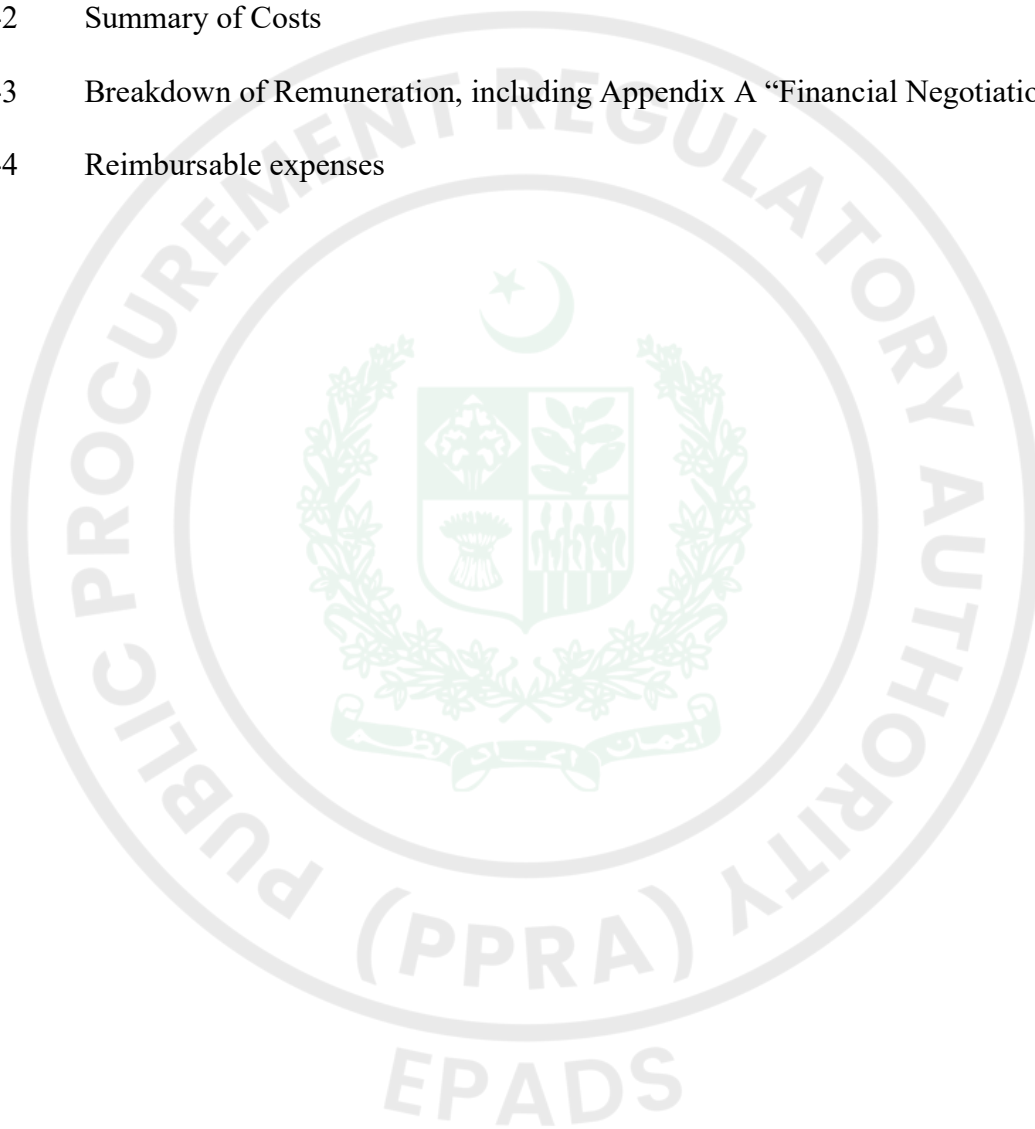 -2 Summary of Costs
-3 Breakdown of Remuneration, including Appendix A “Financial Negotiatio
-4 Reimbursable expenses
PUBLIC PROCUREMENT REGULATORY AUTHORITY
(PPRA)
EPADS